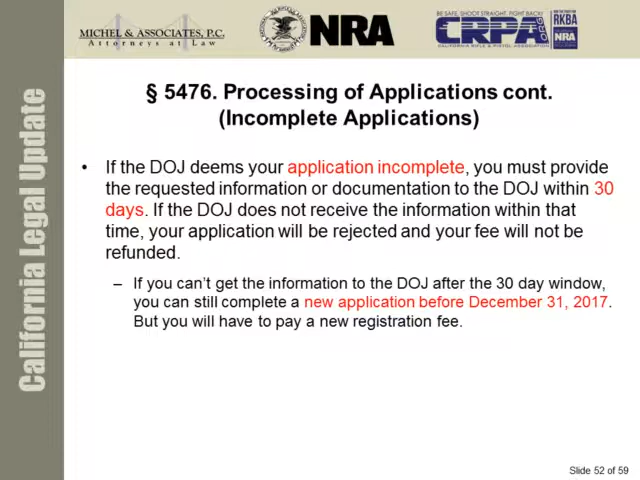 MICHEL & ASSOCIATES, P.C.
Attorneys at Law
NRA
BE SAFE, SHOOT STRAIGHT, FIGHT BACK!
CRPA.ORG
CALIFORNIA RIFLE & PISTOL ASSOCIATION
RKBA
NRA
California Legal Update
§ 5476. Processing of Applications cont.
(Incomplete Applications)
• If the DOJ deems your application incomplete, you must provide
the requested information or documentation to the DOJ within 30
days. If the DOJ does not receive the information within that
time, your application will be rejected and your fee will not be
refunded.
– If you can’t get the information to the DOJ after the 30 day window,
you can still complete a new application before December 31, 2017.
But you will have to pay a new registration fee.
Slide 52 of 59